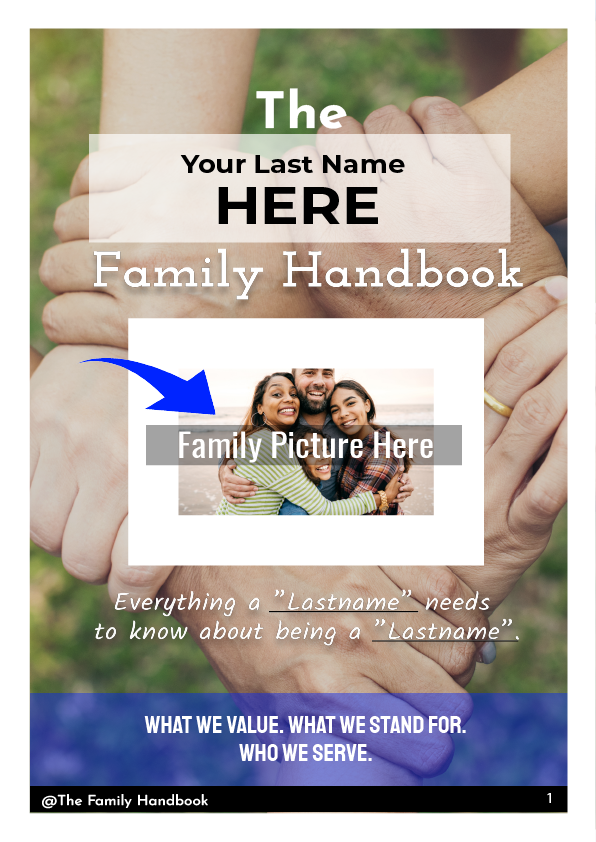 The
Your Last Name
HERE
Family Handbook
Family Picture Here
Everything a "Lastname" needs
to know about being a "Lastname".
WHAT WE VALUE. WHAT WE STAND FOR.
WHO WE SERVE.
@The Family Handbook
1